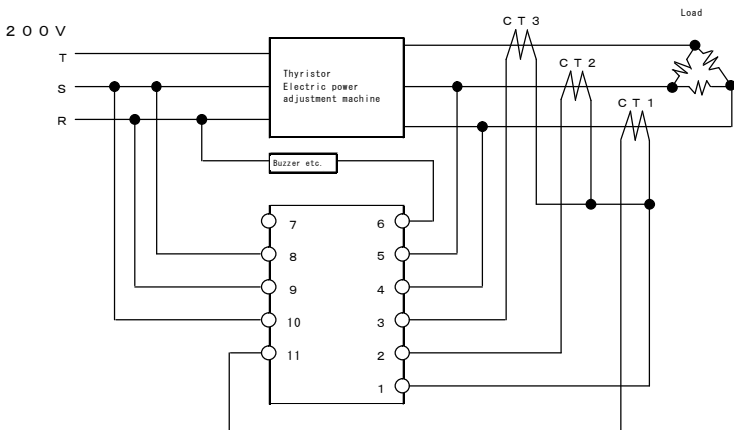 200V
T
S
R
Thyristor
Electric power
adjustment machine
CT3
CT2
CT1
Load
Buzzer etc.
7
8
9
10
11
6
5
4
3
2
1